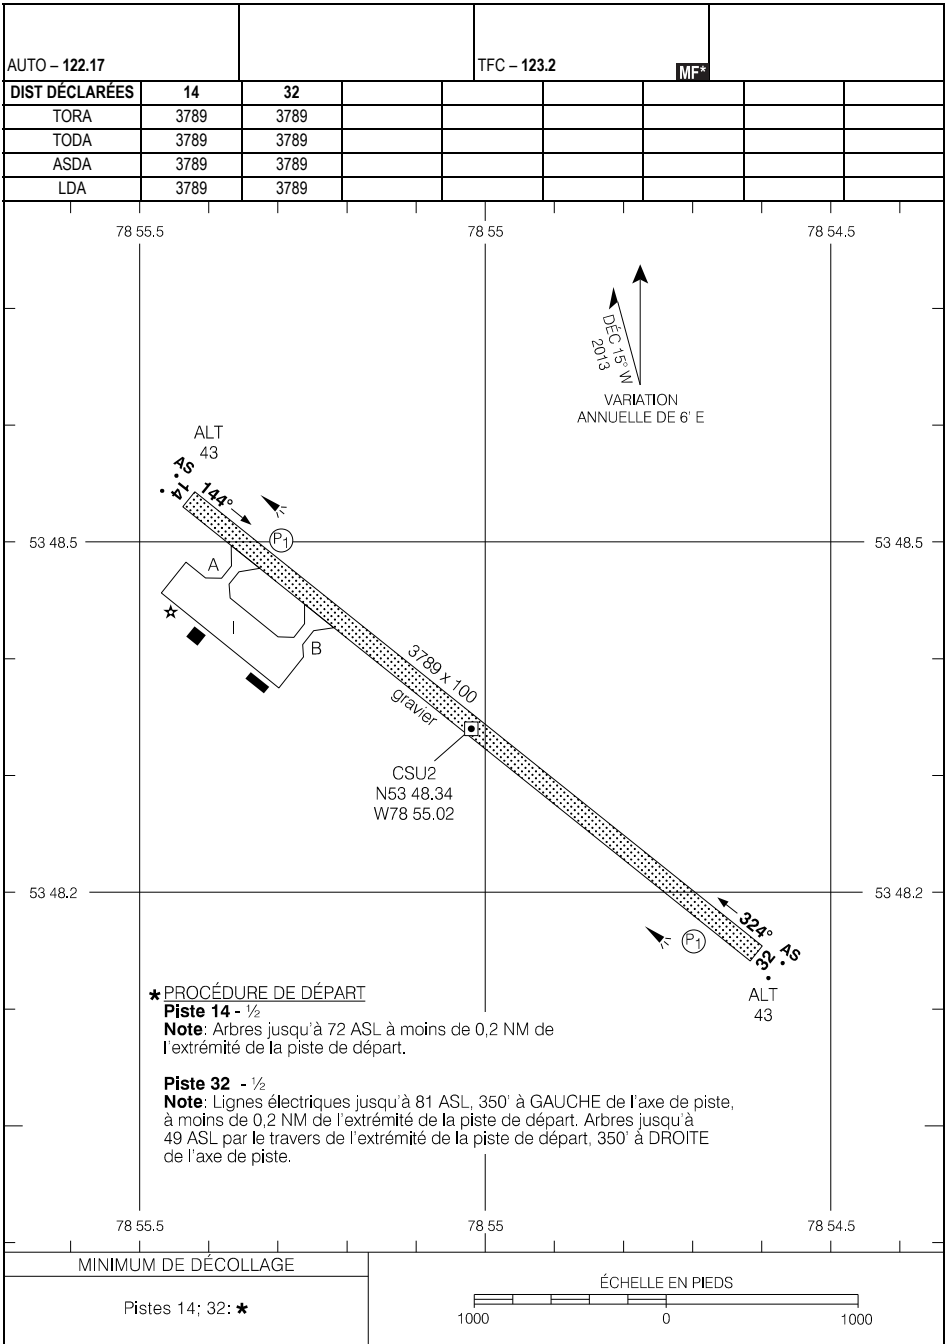 AUTO – 122.17
TFC – 123.2
MF*
DIST DÉCLARÉES 14 32
TORA 3789 3789
TODA 3789 3789
ASDA 3789 3789
LDA 3789 3789
78 55.5 78 55 78 54.5
DÉC 15° W
2013
VARIATION
ANNUELLE DE 6' E
ALT
43
AS
14
144°
P1
53 48.5 53 48.5
A
I
B
3789 x 100
gravier
CSU2
N53 48.34
W78 55.02
53 48.2 53 48.2
324°
P1
32
AS
ALT
43
* PROCÉDURE DE DÉPART
Piste 14 - ½
Note: Arbres jusqu'à 72 ASL à moins de 0,2 NM de
l'extrémité de la piste de départ.
Piste 32 - ½
Note: Lignes électriques jusqu'à 81 ASL, 350' à GAUCHE de l'axe de piste,
à moins de 0,2 NM de l'extrémité de la piste de départ. Arbres jusqu'à
49 ASL par le travers de l'extrémité de la piste de départ, 350' à DROITE
de l'axe de piste.
78 55.5 78 55 78 54.5
MINIMUM DE DÉCOLLAGE
Pistes 14; 32: *
ÉCHELLE EN PIEDS
1000 0 1000